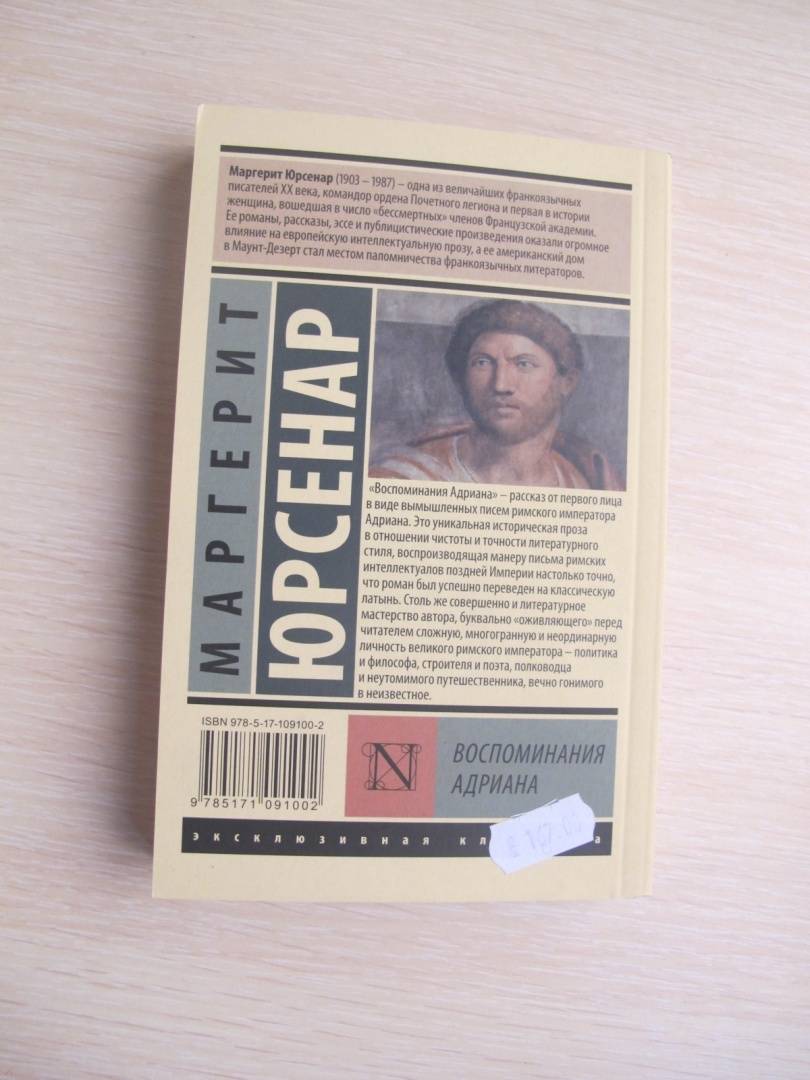 Маргерит Юрсенар (1903 – 1987) – одна из величайших франкоязычных
писателей XX века, командор ордена Почетного легиона и первая в истории
женщина, вошедшая в число «бессмертных» членов Французской академии.
Ее романы, рассказы, эссе и публицистические произведения оказали огромное
влияние на европейскую интеллектуальную прозу, а ее американский дом
в Маунт-Дезерт стал местом паломничества франкоязычных литераторов.
МАРГЕРИТ
ЮРСЕНАР
«Воспоминания Адриана» – рассказ от первого лица
в виде вымышленных писем римского императора
Адриана. Это уникальная историческая проза
в отношении чистоты и точности литературного
стиля, воспроизводящая манеру письма римских
интеллектуалов поздней Империи настолько точно,
что роман был успешно переведен на классическую
латынь. Столь же совершенно и литературное
мастерство автора, буквально «оживляющего» перед
читателем сложную, многогранную и неординарную
личность великого римского императора – политика
и философа, строителя и поэта, полководца
и неутомимого путешественника, вечно гонимого
в неизвестное.
ISBN 978-5-17-109100-2
9 785171 091002
N
ВОСПОМИНАНИЯ
АДРИАНА
эксклюзивная